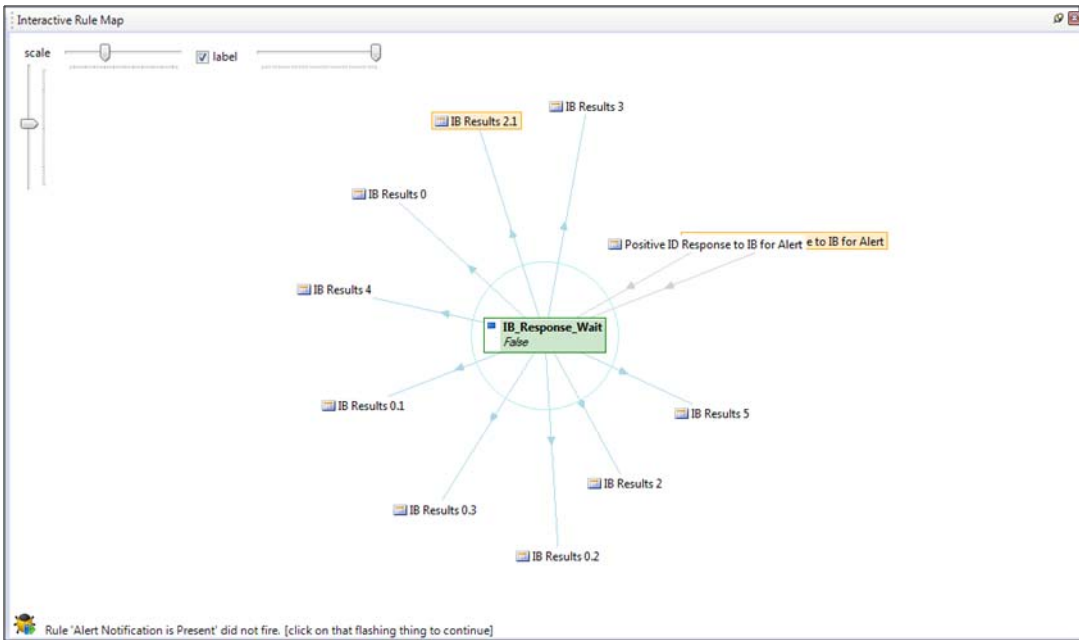 Interactive Rule Map
scale
label
IB Results 3
IB Results 2.1
IB Results 0
Positive ID Response to IB for Alert
e to IB for Alert
IB Results 4
IB_Response_Wait
False
IB Results 0.1
IB Results 5
IB Results 2
IB Results 0.3
IB Results 0.2
Rule 'Alert Notification is Present' did not fire. [click on that flashing thing to continue]